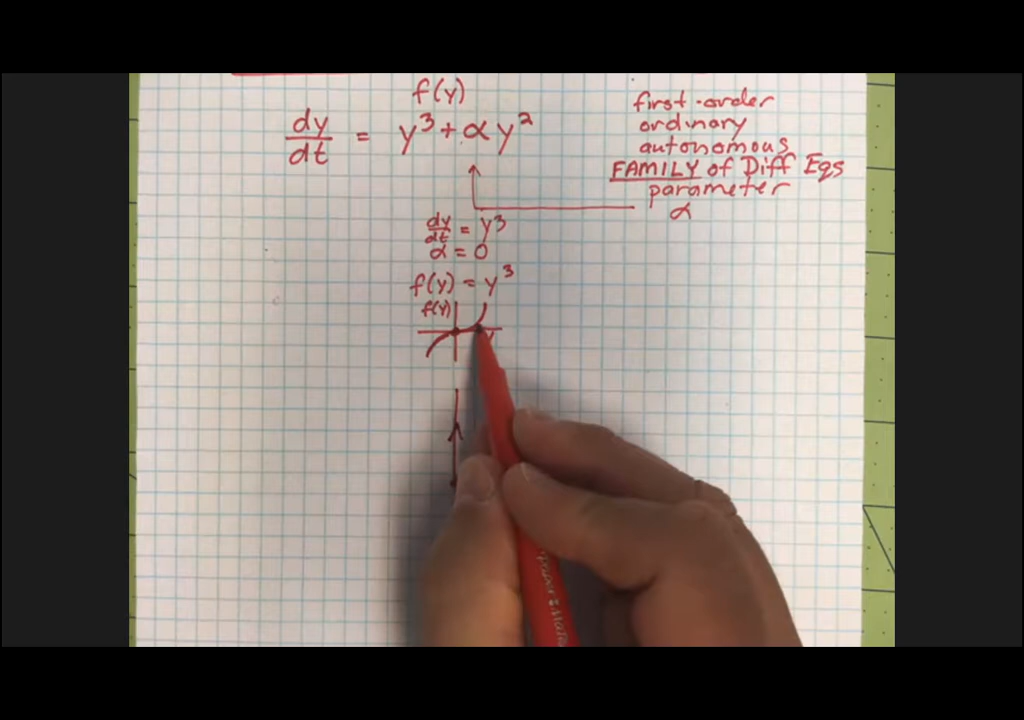 f(y)
dy/dt = y³ + αy²
first-order
ordinary
autonomous
FAMILY of Diff Eqs
parameter
α
dy/dt = y³
α = 0
f(y) = y³
f(y)